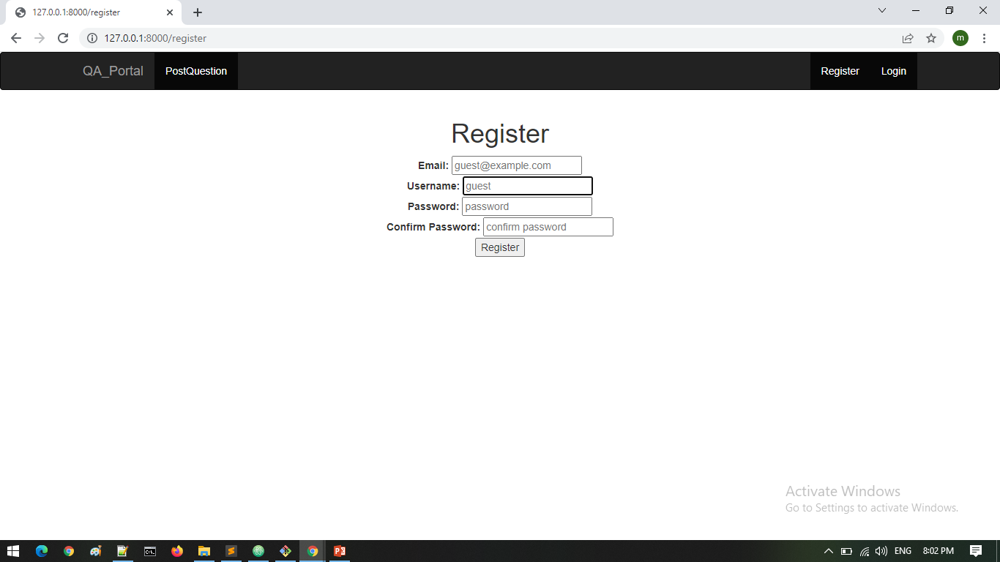 127.0.0.1:8000/register
127.0.0.1:8000/register
m
QA_Portal PostQuestion Register Login
Register
Email: guest@example.com
Username: guest
Password: password
Confirm Password: confirm password
Register
Activate Windows
Go to Settings to activate Windows.
ENG 8:02 PM